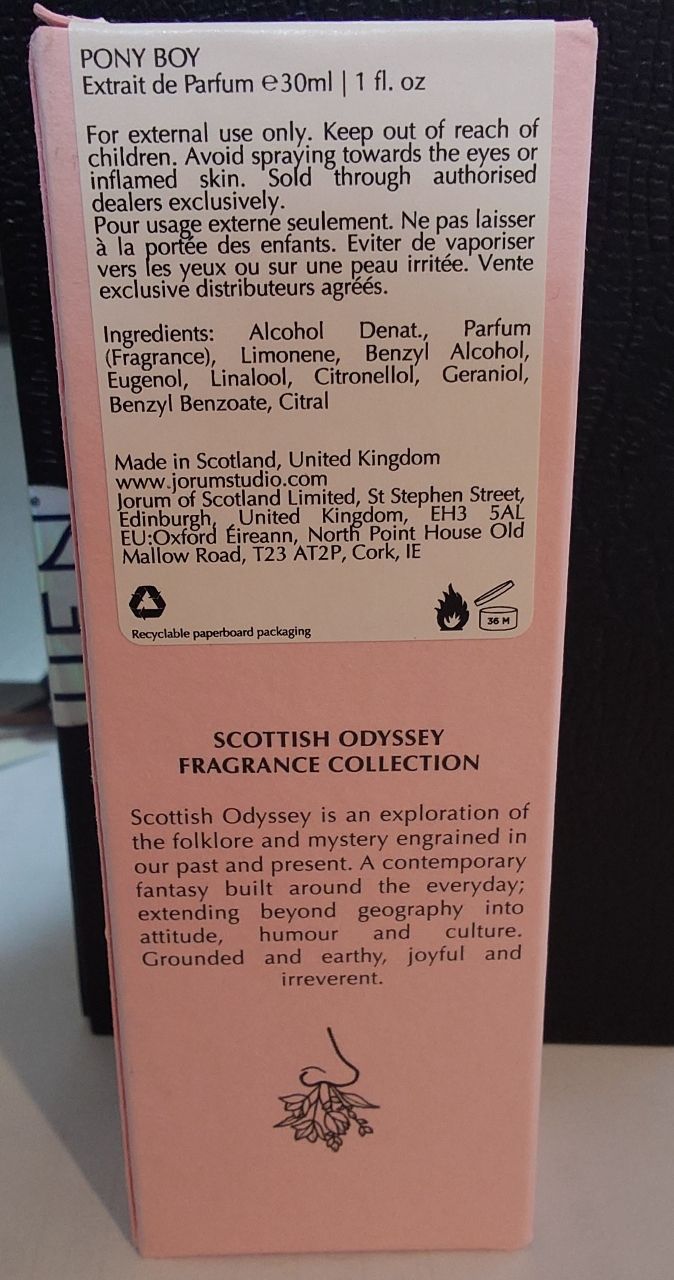 PONY BOY
Extrait de Parfum ℮30ml | 1 fl. oz
For external use only. Keep out of reach of
children. Avoid spraying towards the eyes or
inflamed skin. Sold through authorised
dealers exclusively.
Pour usage externe seulement. Ne pas laisser
à la portée des enfants. Eviter de vaporiser
vers les yeux ou sur une peau irritée. Vente
exclusive distributeurs agréés.
Ingredients: Alcohol Denat., Parfum
(Fragrance), Limonene, Benzyl Alcohol,
Eugenol, Linalool, Citronellol, Geraniol,
Benzyl Benzoate, Citral
Made in Scotland, United Kingdom
www.jorumstudio.com
Jorum of Scotland Limited, St Stephen Street,
Edinburgh, United Kingdom, EH3 5AL
EU:Oxford Éireann, North Point House Old
Mallow Road, T23 AT2P, Cork, IE
36 M
Recyclable paperboard packaging
SCOTTISH ODYSSEY
FRAGRANCE COLLECTION
Scottish Odyssey is an exploration of
the folklore and mystery engrained in
our past and present. A contemporary
fantasy built around the everyday;
extending beyond geography into
attitude, humour and culture.
Grounded and earthy, joyful and
irreverent.